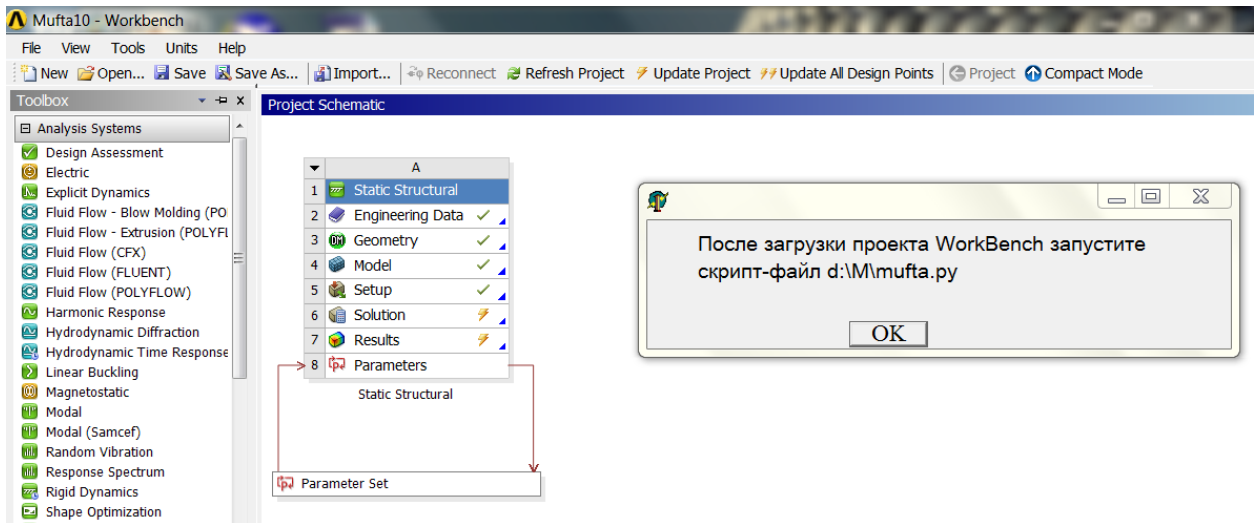 Mufta10 - Workbench
File View Tools Units Help
New Open... Save Save As... Import... Reconnect Refresh Project Update Project Update All Design Points Project Compact Mode
Toolbox
Project Schematic
Analysis Systems
Design Assessment
Electric
Explicit Dynamics
Fluid Flow - Blow Molding (PO
Fluid Flow - Extrusion (POLYFL
Fluid Flow (CFX)
Fluid Flow (FLUENT)
Fluid Flow (POLYFLOW)
Harmonic Response
Hydrodynamic Diffraction
Hydrodynamic Time Response
Linear Buckling
Magnetostatic
Modal
Modal (Samcef)
Random Vibration
Response Spectrum
Rigid Dynamics
Shape Optimization
A
1 Static Structural
2 Engineering Data
3 Geometry
4 Model
5 Setup
6 Solution
7 Results
8 Parameters
Static Structural
Parameter Set
После загрузки проекта WorkBench запустите
скрипт-файл d:\M\mufta.py
OK